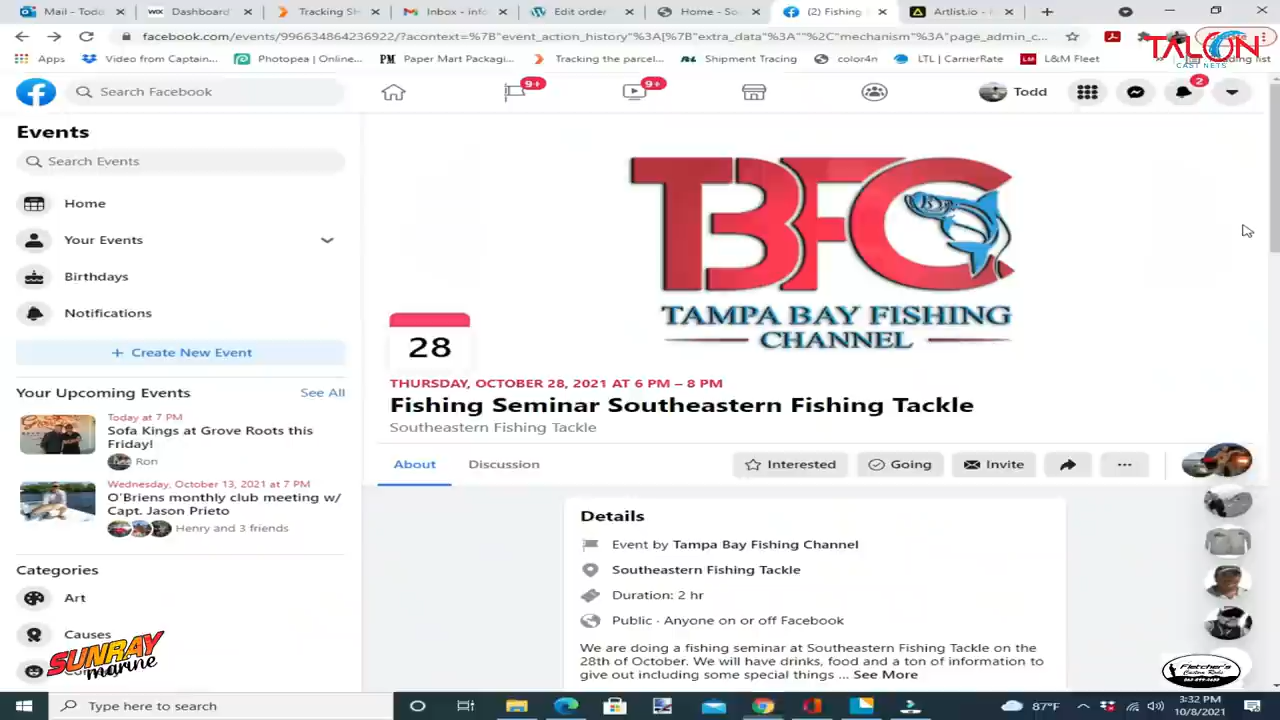 Mail - Todd
Dashboard
Tracking Sh
Inbox - info
Edit order
Home - So
(2) Fishing
Artlist.io -
facebook.com/events/996634864236922/?acontext=%7B"event_action_history"%3A[%7B"extra_data"%3A""%2C"mechanism"%3A"page_admin_c...
TALON
CAST NETS
Apps
Video from Captain...
Photopea | Online...
PM Paper Mart Packagin...
Tracking the parcel...
Shipment Tracing
color4n
LTL | CarrierRate
LM L&M Fleet
»
Reading list
Search Facebook
9+
9+
Todd
2
Events
Search Events
Home
Your Events
Birthdays
Notifications
+ Create New Event
Your Upcoming Events
See All
Today at 7 PM
Sofa Kings at Grove Roots this
Friday!
Ron
Wednesday, October 13, 2021 at 7 PM
O'Briens monthly club meeting w/
Capt. Jason Prieto
Henry and 3 friends
Categories
Art
Causes
SUNRAY
marine
TBFC
TAMPA BAY FISHING
CHANNEL
28
THURSDAY, OCTOBER 28, 2021 AT 6 PM – 8 PM
Fishing Seminar Southeastern Fishing Tackle
Southeastern Fishing Tackle
About
Discussion
Interested
Going
Invite
...
Details
Event by Tampa Bay Fishing Channel
Southeastern Fishing Tackle
Duration: 2 hr
Public · Anyone on or off Facebook
We are doing a fishing seminar at Southeastern Fishing Tackle on the
28th of October. We will have drinks, food and a ton of information to
give out including some special things ... See More
Fletcher's
Custom Rods
Type here to search
87°F
3:32 PM
10/8/2021